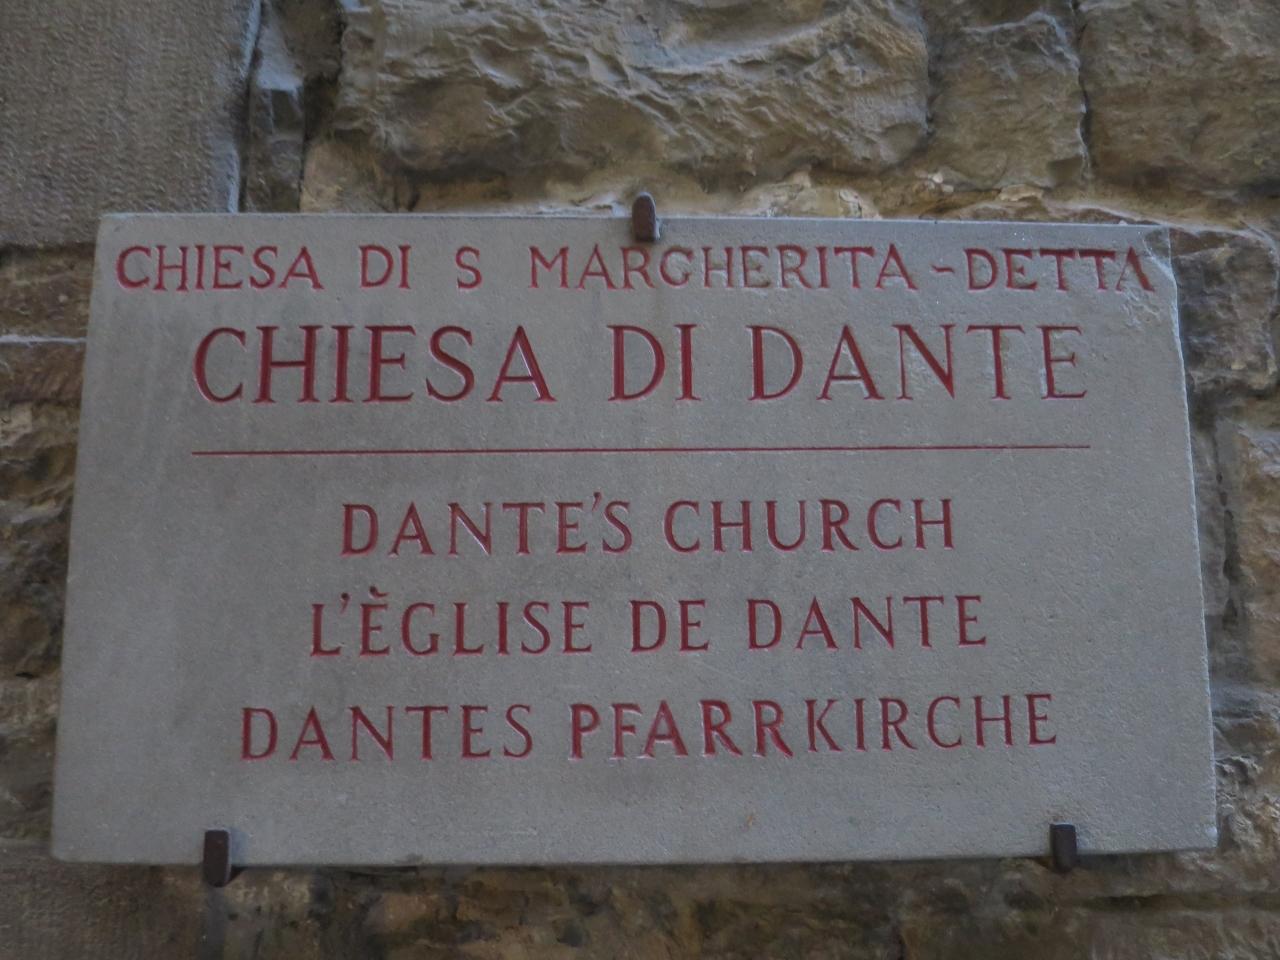 CHIESA DI S MARGHERITA - DETTA
CHIESA DI DANTE
DANTE'S CHURCH
L'ÈGLISE DE DANTE
DANTES PFARRKIRCHE